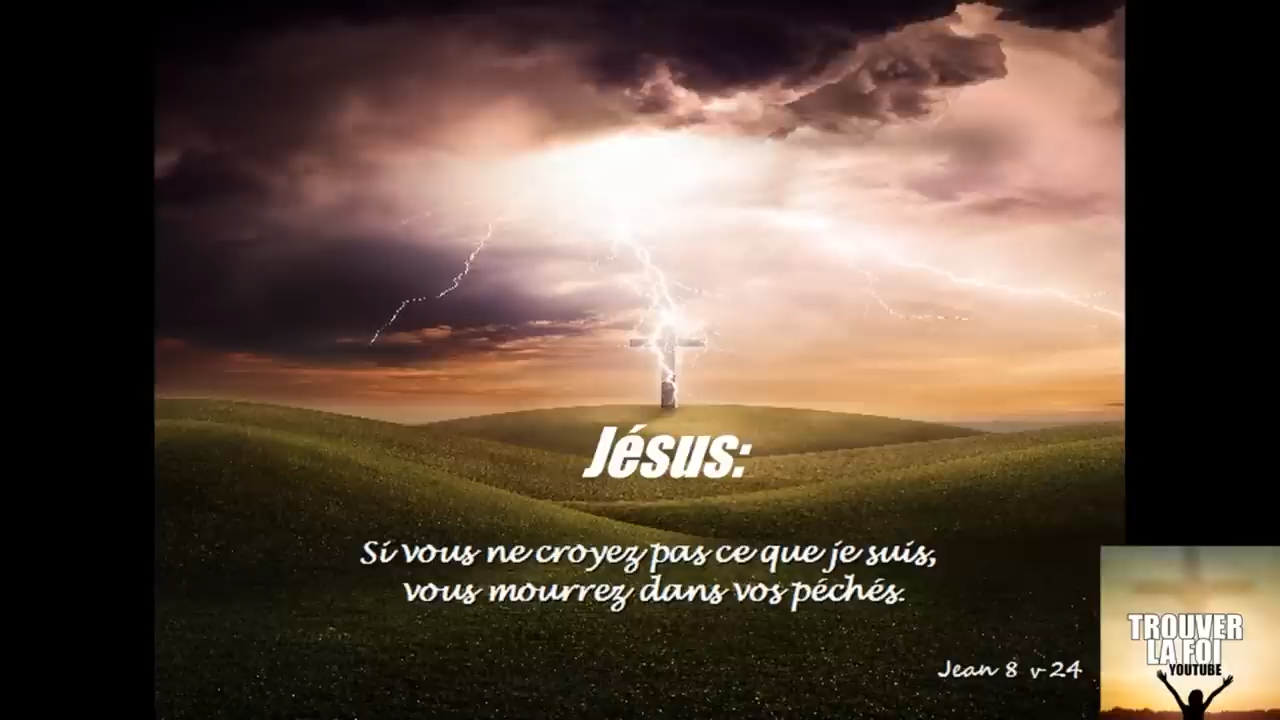 Jésus:
Si vous ne croyez pas ce que je suis,
vous mourrez dans vos péchés.
Jean 8 v 24
TROUVER
LA FOI
YOUTUBE